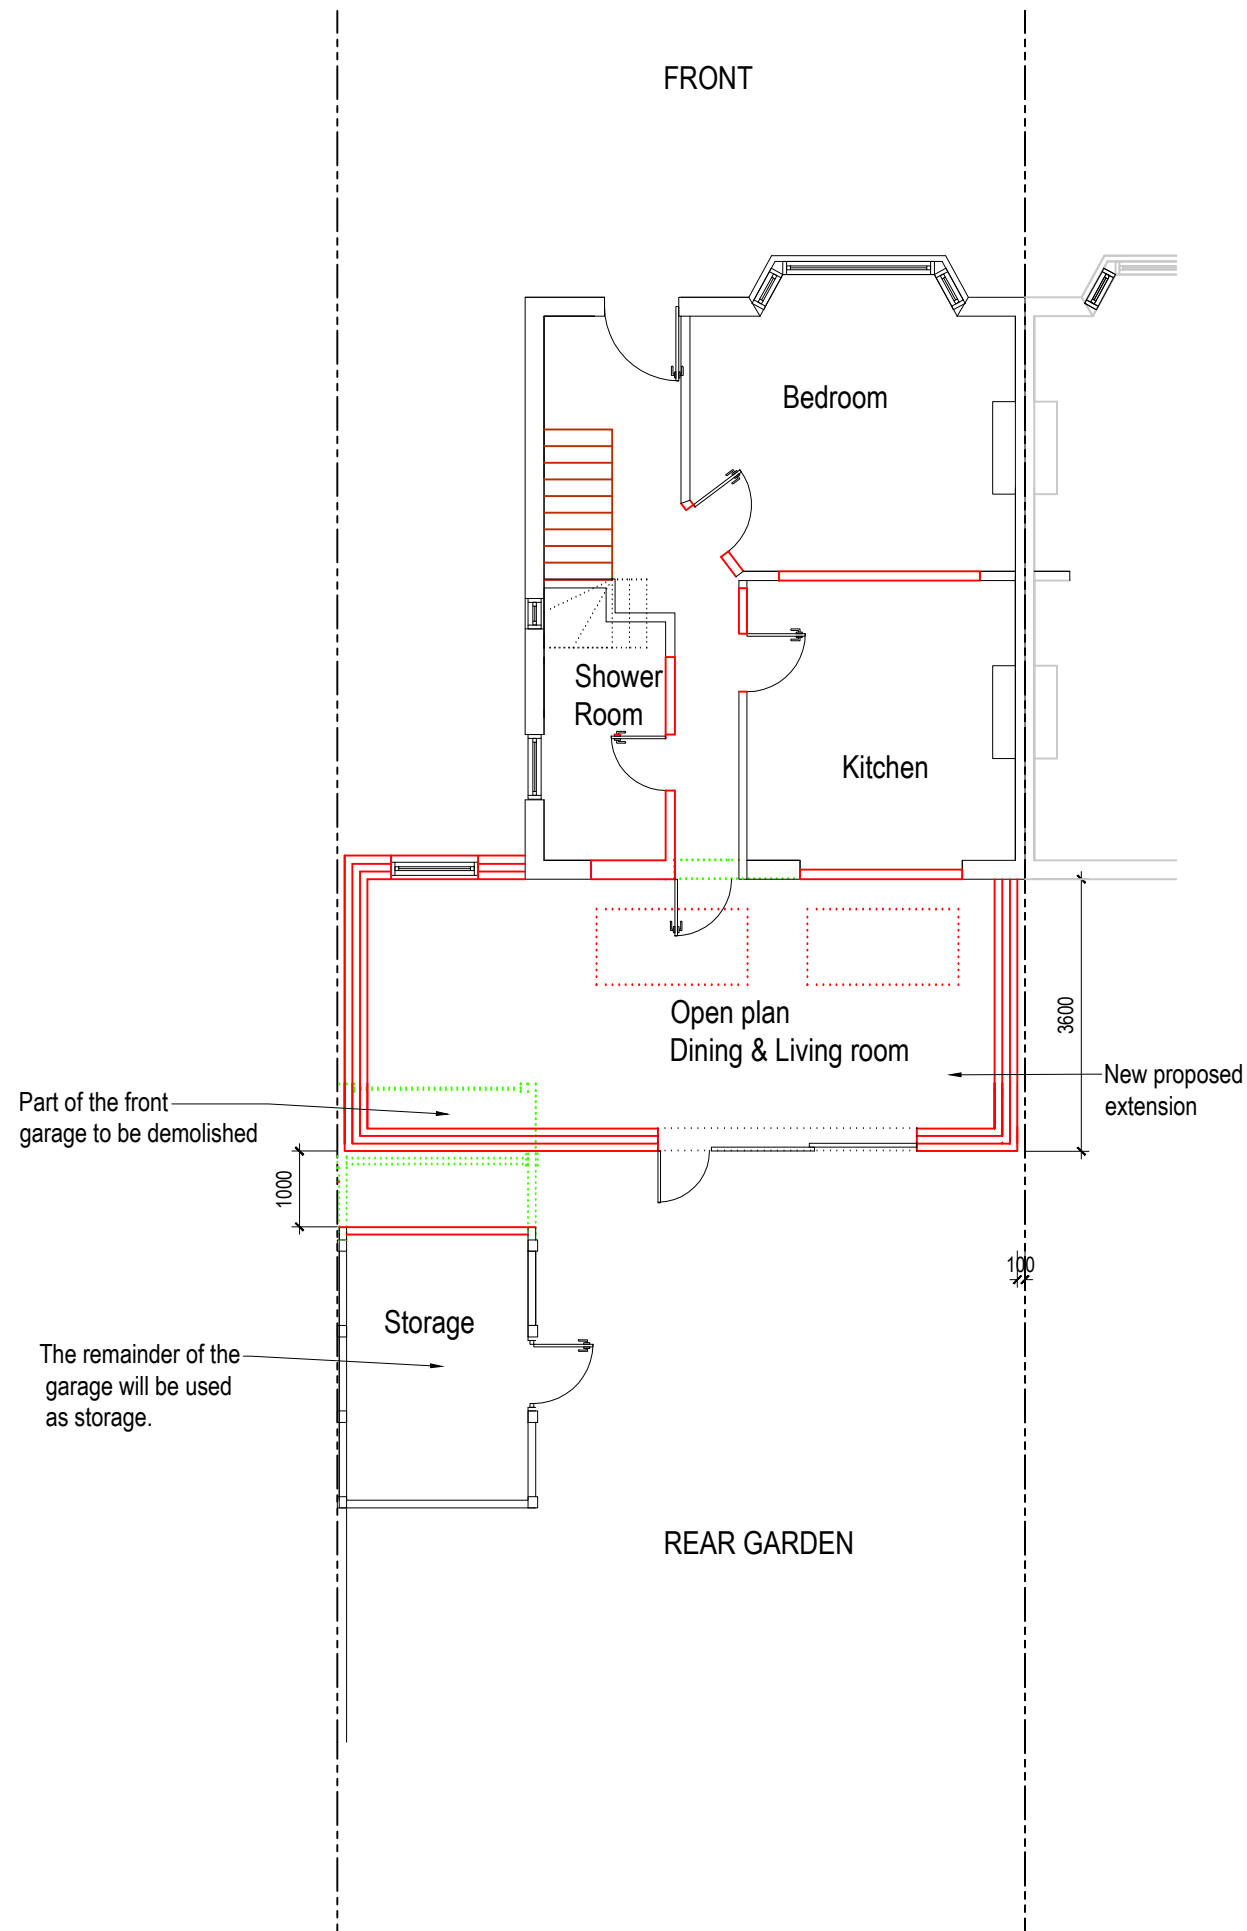 FRONT
Bedroom
Shower
Room
Kitchen
Open plan
Dining & Living room
3600
New proposed
extension
Part of the front
garage to be demolished
1000
100
Storage
The remainder of the
garage will be used
as storage.
REAR GARDEN